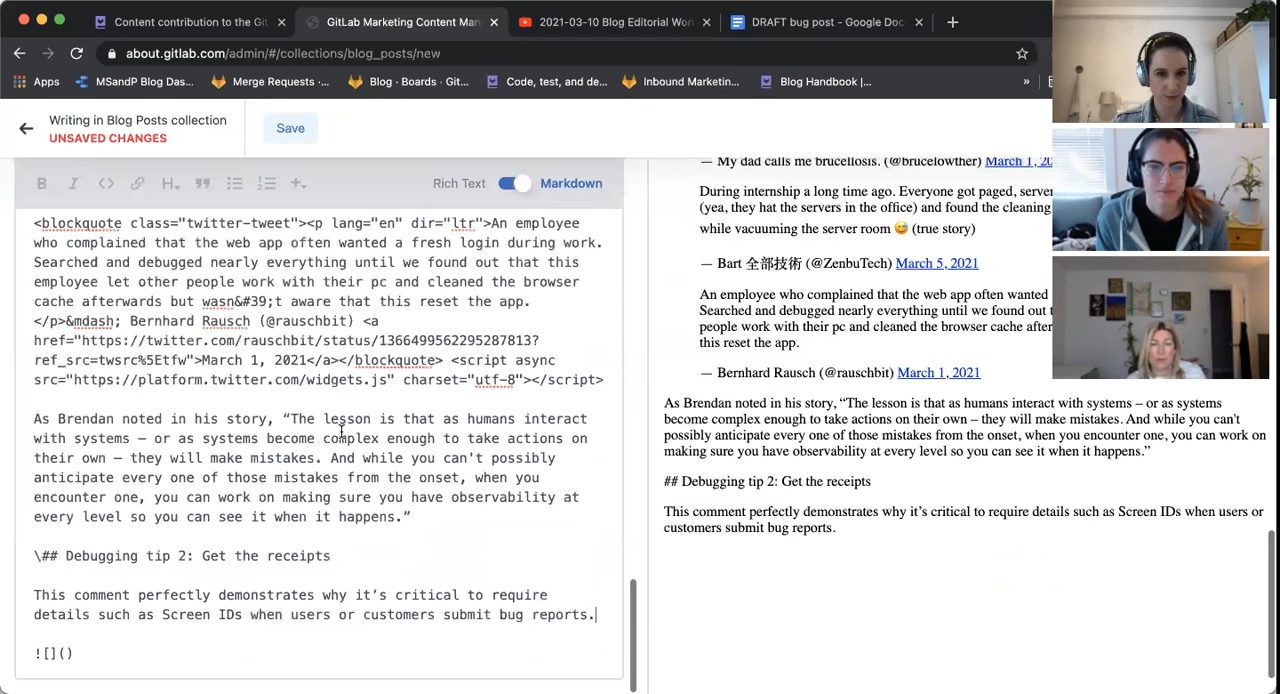 Content contribution to the Git
GitLab Marketing Content Man
2021-03-10 Blog Editorial Wor
DRAFT bug post - Google Doc
about.gitlab.com/admin/#/collections/blog_posts/new
Apps
MSandP Blog Das...
Merge Requests ·...
Blog · Boards · Git...
Code, test, and de...
Inbound Marketin...
Blog Handbook |...
»
Writing in Blog Posts collection
UNSAVED CHANGES
Save
B I <> H
Rich Text
Markdown
<blockquote class="twitter-tweet"><p lang="en" dir="ltr">An employee
who complained that the web app often wanted a fresh login during work.
Searched and debugged nearly everything until we found out that this
employee let other people work with their pc and cleaned the browser
cache afterwards but wasn&#39;t aware that this reset the app.
</p>&mdash; Bernhard Rausch (@rauschbit) <a
href="https://twitter.com/rauschbit/status/1366499562295287813?
ref_src=twsrc%5Etfw">March 1, 2021</a></blockquote> <script async
src="https://platform.twitter.com/widgets.js" charset="utf-8"></script>
As Brendan noted in his story, “The lesson is that as humans interact
with systems – or as systems become complex enough to take actions on
their own – they will make mistakes. And while you can't possibly
anticipate every one of those mistakes from the onset, when you
encounter one, you can work on making sure you have observability at
every level so you can see it when it happens.”
\## Debugging tip 2: Get the receipts
This comment perfectly demonstrates why it’s critical to require
details such as Screen IDs when users or customers submit bug reports.
![]()
— My dad calls me brucellosis. (@brucelowther) March 1, 20
During internship a long time ago. Everyone got paged, serve
(yea, they hat the servers in the office) and found the cleaning
while vacuuming the server room 😅 (true story)
— Bart 全部技術 (@ZenbuTech) March 5, 2021
An employee who complained that the web app often wanted
Searched and debugged nearly everything until we found out t
people work with their pc and cleaned the browser cache after
this reset the app.
— Bernhard Rausch (@rauschbit) March 1, 2021
As Brendan noted in his story, “The lesson is that as humans interact with systems – or as systems
become complex enough to take actions on their own – they will make mistakes. And while you can't
possibly anticipate every one of those mistakes from the onset, when you encounter one, you can work on
making sure you have observability at every level so you can see it when it happens.”
## Debugging tip 2: Get the receipts
This comment perfectly demonstrates why it’s critical to require details such as Screen IDs when users or
customers submit bug reports.